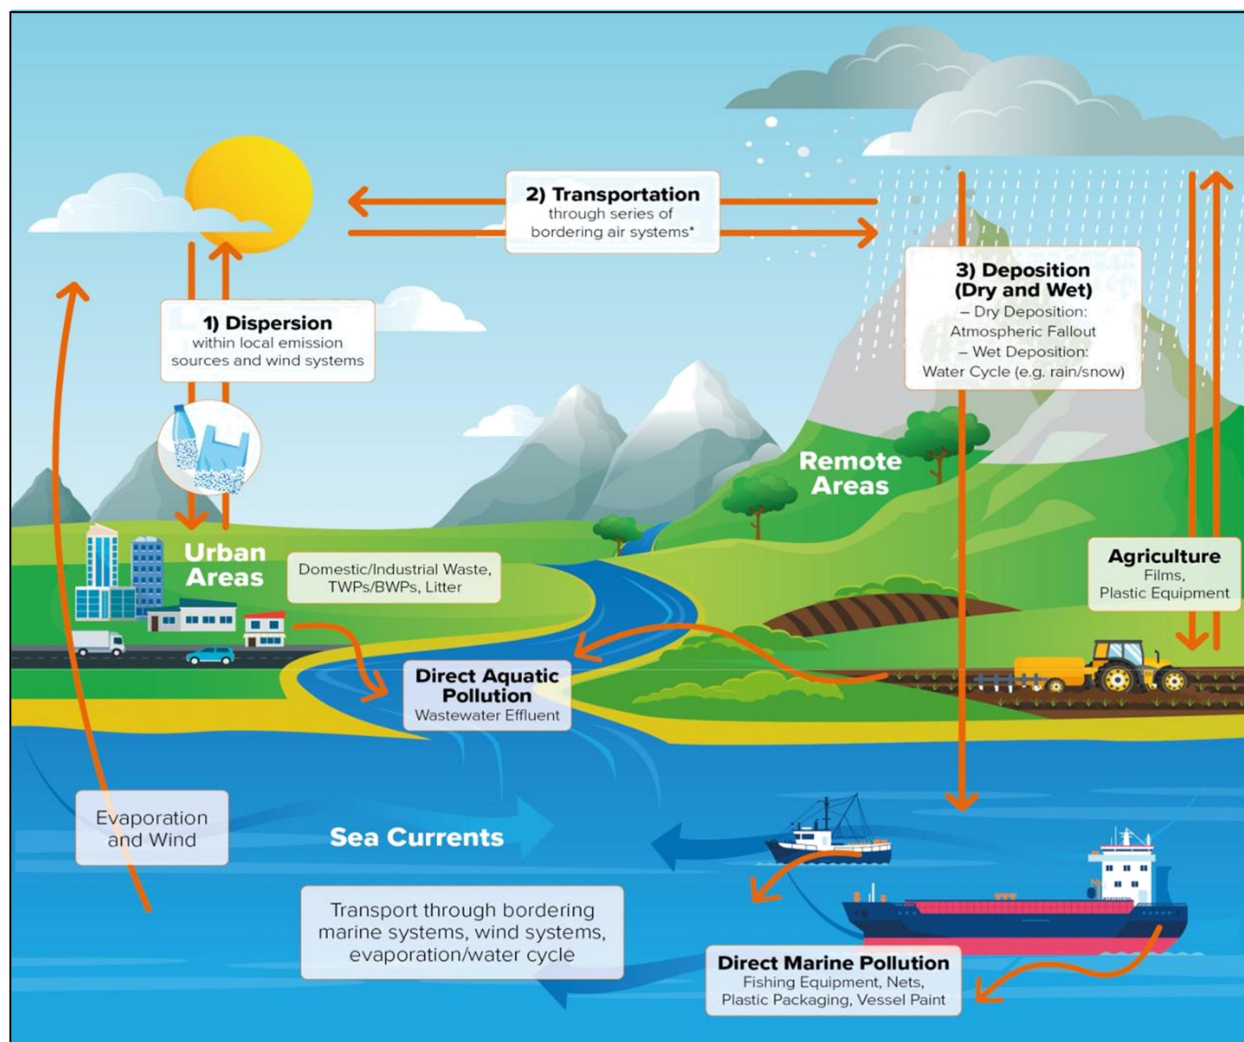 2) Transportation
through series of
bordering air systems*
1) Dispersion
within local emission
sources and wind systems
3) Deposition
(Dry and Wet)
– Dry Deposition:
Atmospheric Fallout
– Wet Deposition:
Water Cycle (e.g. rain/snow)
Remote
Areas
Urban
Areas
Domestic/Industrial Waste,
TWPs/BWPs, Litter
Agriculture
Films,
Plastic Equipment
Direct Aquatic
Pollution
Wastewater Effluent
Evaporation
and Wind
Sea Currents
Transport through bordering
marine systems, wind systems,
evaporation/water cycle
Direct Marine Pollution
Fishing Equipment, Nets,
Plastic Packaging, Vessel Paint